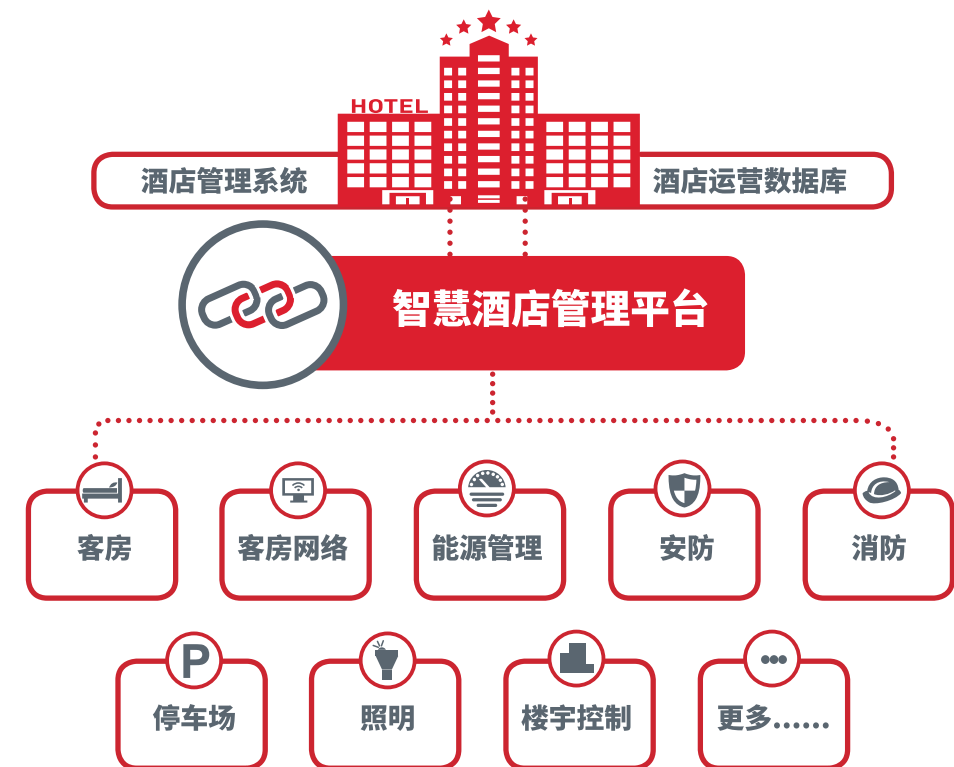 HOTEL
酒店管理系统
酒店运营数据库
智慧酒店管理平台
客房
客房网络
能源管理
安防
消防
P
停车场
照明
楼宇控制
更多......